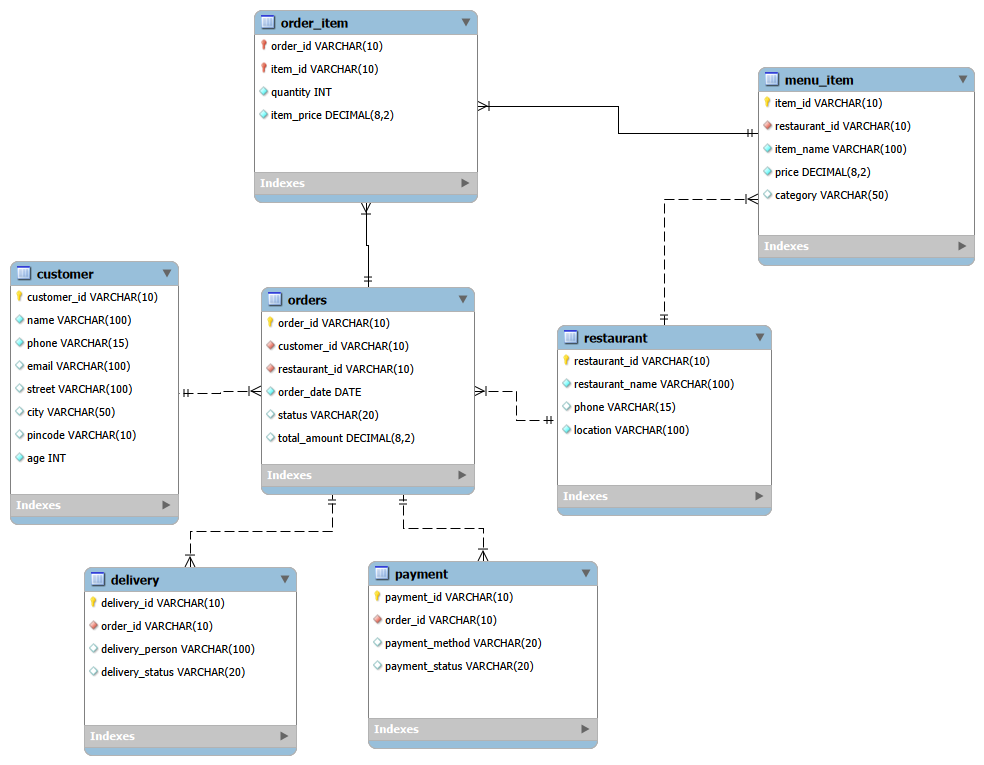 order_item
order_id VARCHAR(10)
item_id VARCHAR(10)
quantity INT
item_price DECIMAL(8,2)
Indexes
menu_item
item_id VARCHAR(10)
restaurant_id VARCHAR(10)
item_name VARCHAR(100)
price DECIMAL(8,2)
category VARCHAR(50)
Indexes
customer
customer_id VARCHAR(10)
name VARCHAR(100)
phone VARCHAR(15)
email VARCHAR(100)
street VARCHAR(100)
city VARCHAR(50)
pincode VARCHAR(10)
age INT
Indexes
orders
order_id VARCHAR(10)
customer_id VARCHAR(10)
restaurant_id VARCHAR(10)
order_date DATE
status VARCHAR(20)
total_amount DECIMAL(8,2)
Indexes
restaurant
restaurant_id VARCHAR(10)
restaurant_name VARCHAR(100)
phone VARCHAR(15)
location VARCHAR(100)
Indexes
delivery
delivery_id VARCHAR(10)
order_id VARCHAR(10)
delivery_person VARCHAR(100)
delivery_status VARCHAR(20)
Indexes
payment
payment_id VARCHAR(10)
order_id VARCHAR(10)
payment_method VARCHAR(20)
payment_status VARCHAR(20)
Indexes